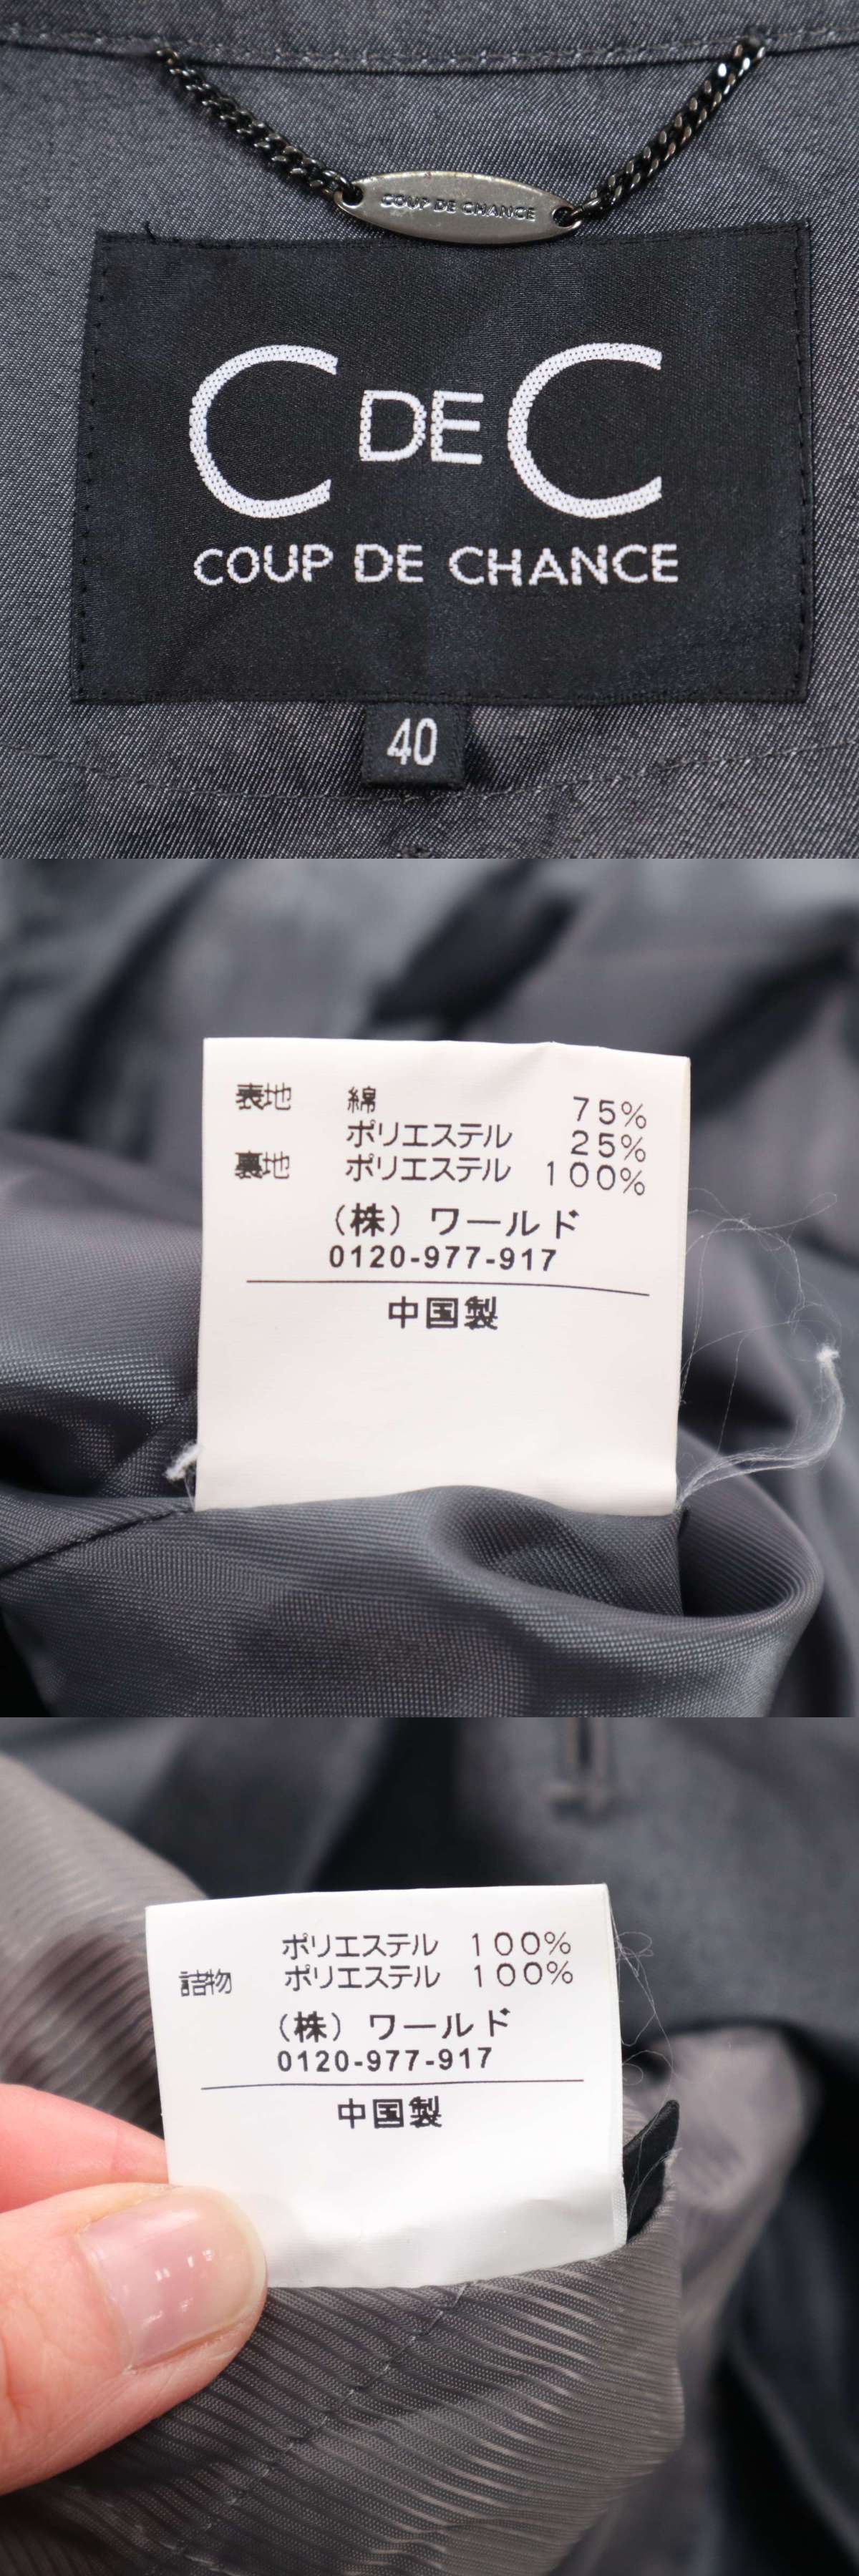 COUP DE CHANCE
C DE C
COUP DE CHANCE
40
表地 綿 75%
ポリエステル 25%
裏地 ポリエステル 100%
(株) ワールド
0120-977-917
中国製
ポリエステル 100%
詰物 ポリエステル 100%
(株) ワールド
0120-977-917
中国製